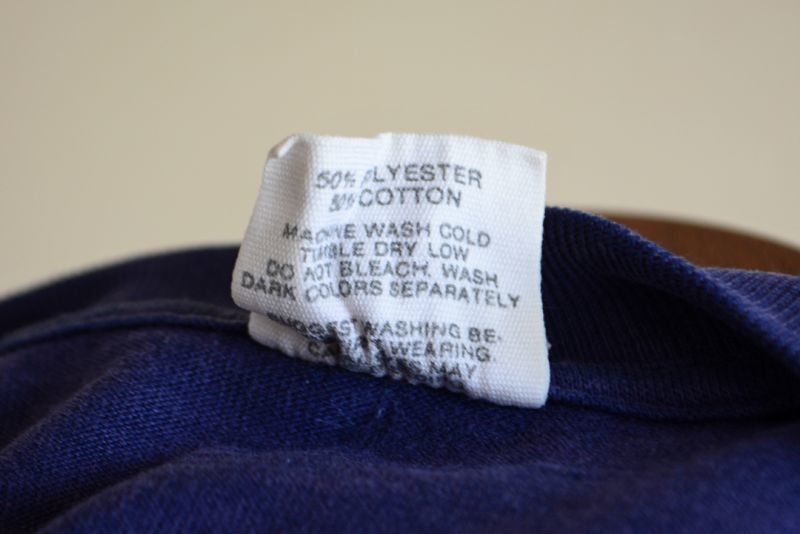 50% POLYESTER
50% COTTON
MACHINE WASH COLD
TUMBLE DRY LOW
DO NOT BLEACH. WASH
DARK COLORS SEPARATELY
SUGGEST WASHING BE-
WEARING.
MAY